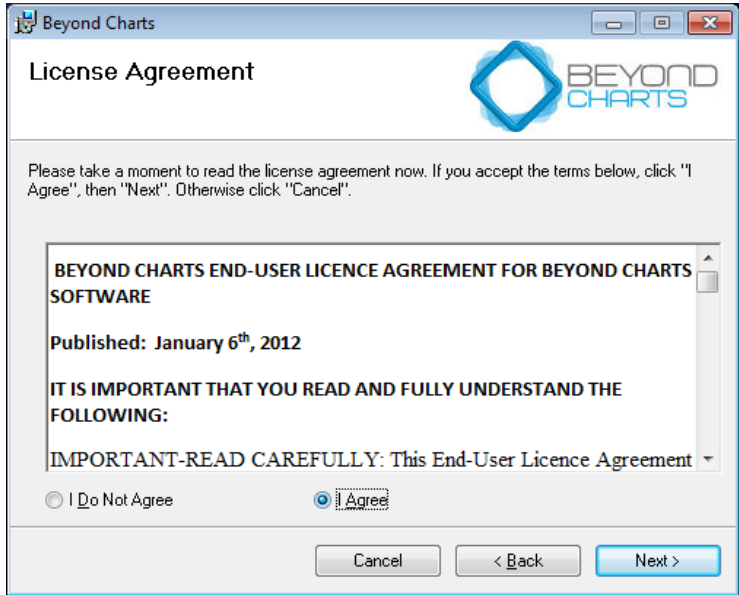 Beyond Charts
License Agreement
BEYOND
CHARTS
Please take a moment to read the license agreement now. If you accept the terms below, click "I
Agree", then "Next". Otherwise click "Cancel".
BEYOND CHARTS END-USER LICENCE AGREEMENT FOR BEYOND CHARTS
SOFTWARE
Published: January 6th, 2012
IT IS IMPORTANT THAT YOU READ AND FULLY UNDERSTAND THE
FOLLOWING:
IMPORTANT-READ CAREFULLY: This End-User Licence Agreement
I Do Not Agree
I Agree
Cancel
< Back
Next >